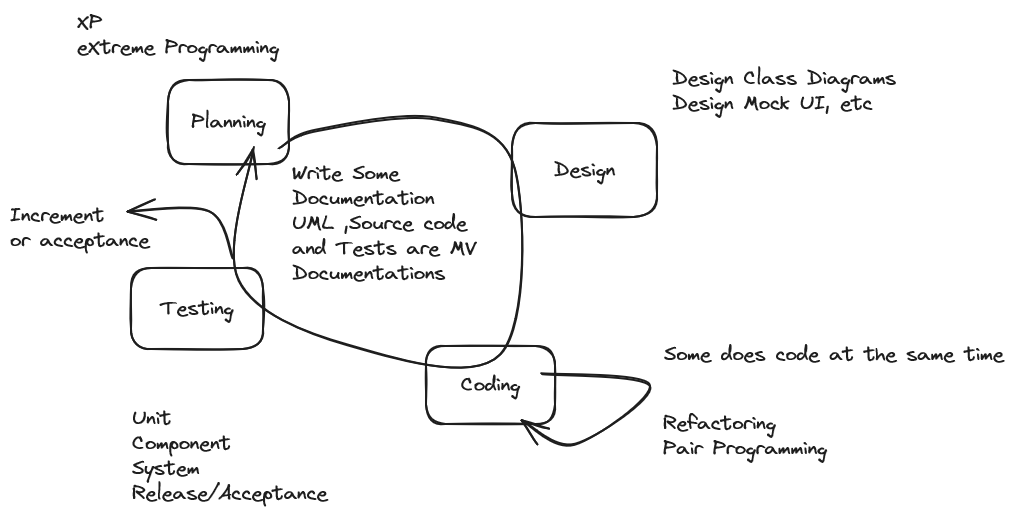 XP
eXtreme Programming
Planning
Design Class Diagrams
Design Mock UI, etc
Design
Write Some
Documentation
UML ,Source code
and Tests are MV
Documentations
Increment
or acceptance
Testing
Coding
Some does code at the same time
Refactoring
Pair Programming
Unit
Component
System
Release/Acceptance